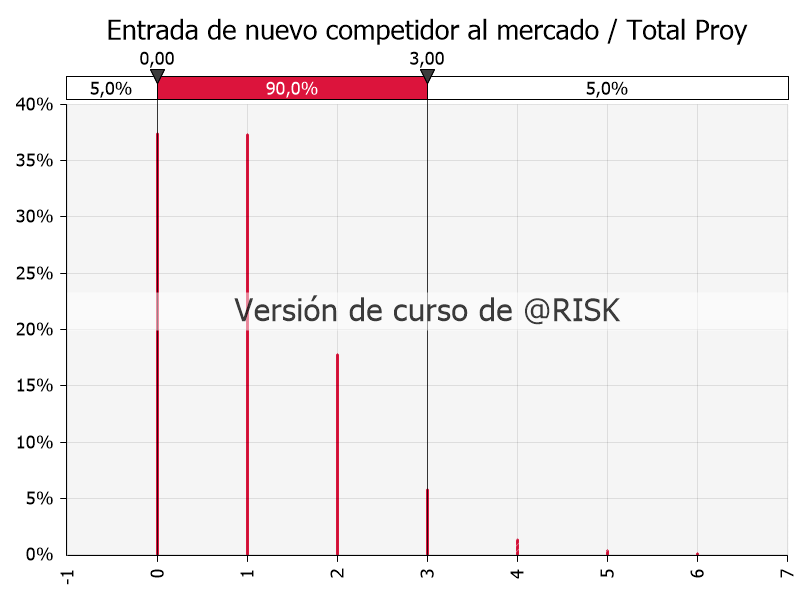 Entrada de nuevo competidor al mercado / Total Proy
0,00 3,00
5,0% 90,0% 5,0%
40%
35%
30%
25%
Versión de curso de @RISK
20%
15%
10%
5%
0%
-1 0 1 2 3 4 5 6 7